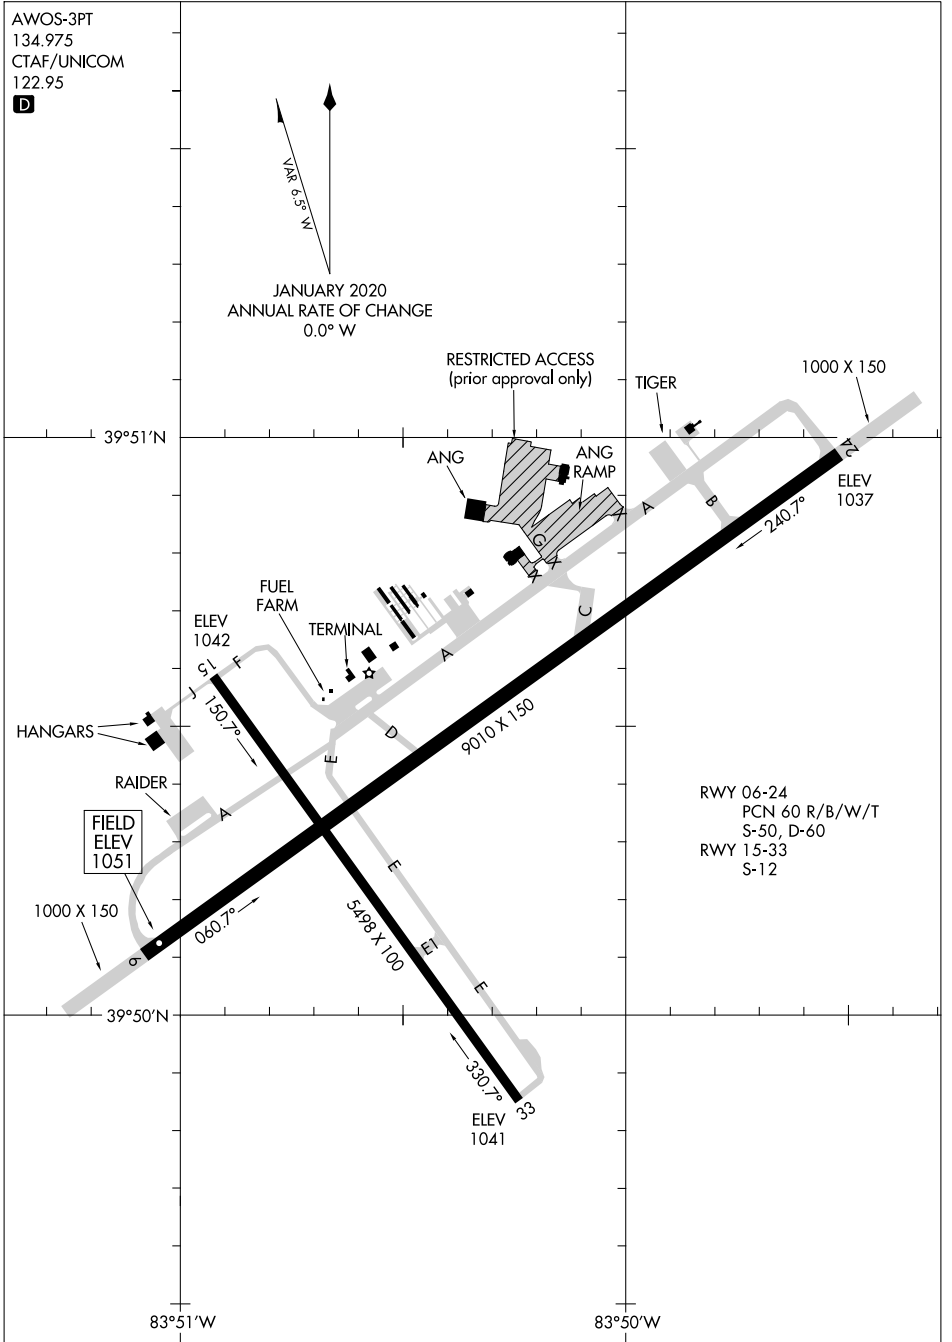 AWOS-3PT
134.975
CTAF/UNICOM
122.95
D
VAR 6.5° W
JANUARY 2020
ANNUAL RATE OF CHANGE
0.0° W
RESTRICTED ACCESS
(prior approval only)
TIGER
1000 X 150
39°51'N
ANG
ANG
RAMP
24
ELEV
1037
240.7°
X
A
B
G
X
X
C
FUEL
FARM
TERMINAL
ELEV
1042
15
F
J
A
150.7°
HANGARS
D
E
9010 X 150
RAIDER
A
FIELD
ELEV
1051
RWY 06-24
PCN 60 R/B/W/T
S-50, D-60
RWY 15-33
S-12
1000 X 150
060.7°
6
E
5498 X 100
E1
E
39°50'N
330.7°
33
ELEV
1041
83°51'W
83°50'W